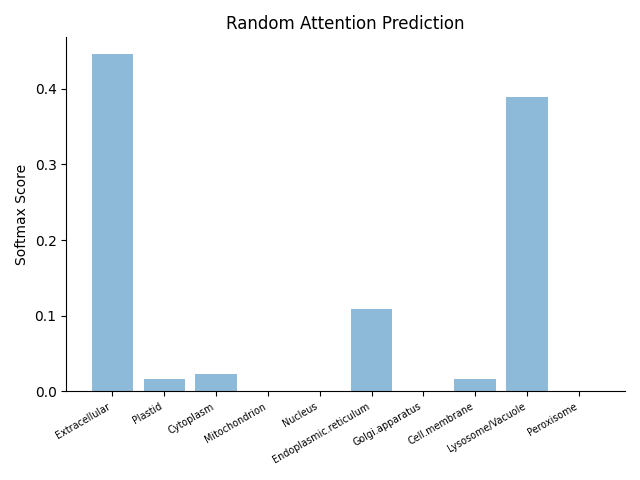 Random Attention Prediction
Softmax Score
0.4
0.3
0.2
0.1
0.0
Extracellular
Plastid
Cytoplasm
Mitochondrion
Nucleus
Endoplasmic.reticulum
Golgi.apparatus
Cell.membrane
Lysosome/Vacuole
Peroxisome